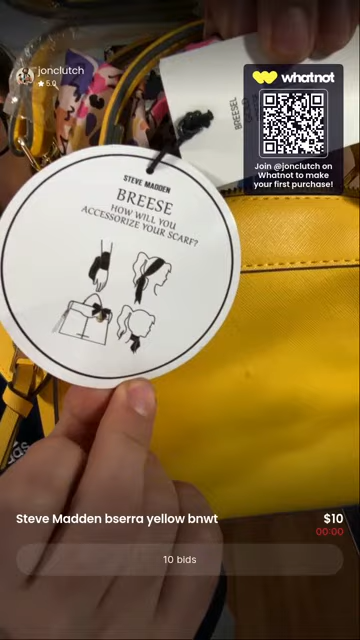 jonclutch
★ 5.0
whatnot
Join @jonclutch on
Whatnot to make
your first purchase!
BREESEL
STEVE MADDEN
BREESE
HOW WILL YOU
ACCESSORIZE YOUR SCARF?
Steve Madden bserra yellow bnwt
$10
00:00
10 bids